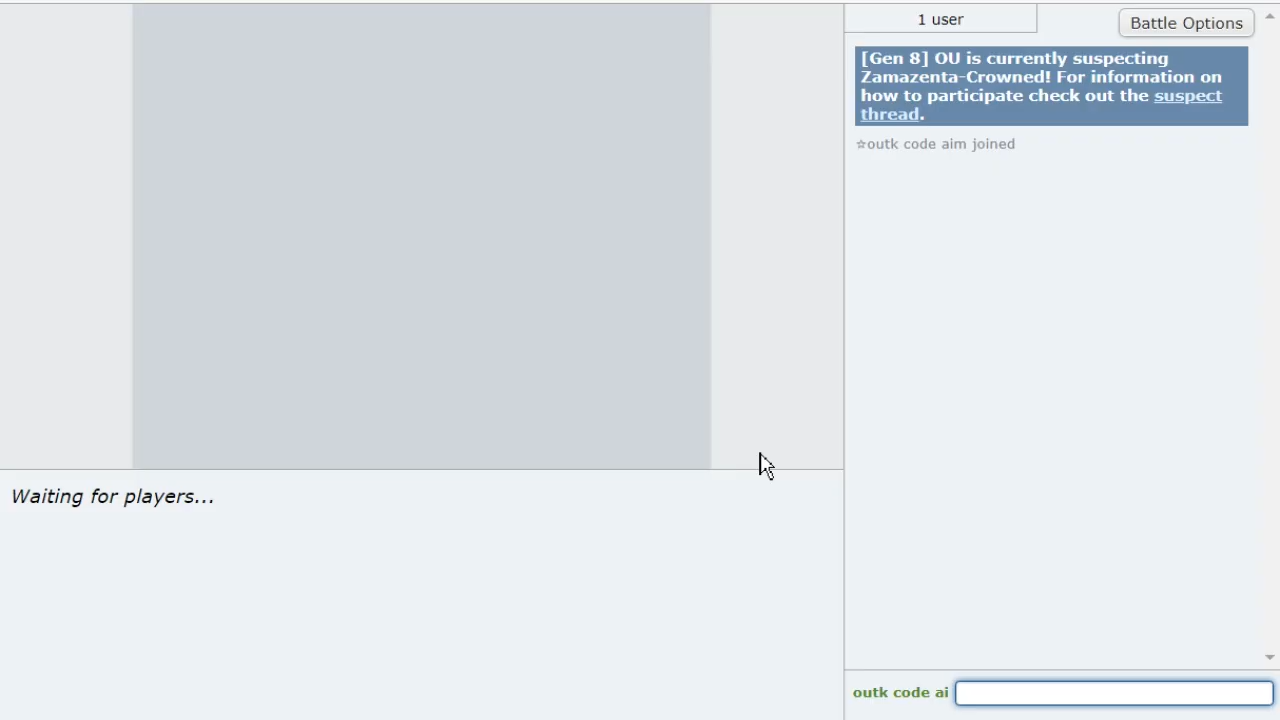 1 user
Battle Options
[Gen 8] OU is currently suspecting
Zamazenta-Crowned! For information on
how to participate check out the suspect
thread.
☆outk code aim joined
Waiting for players...
outk code ai